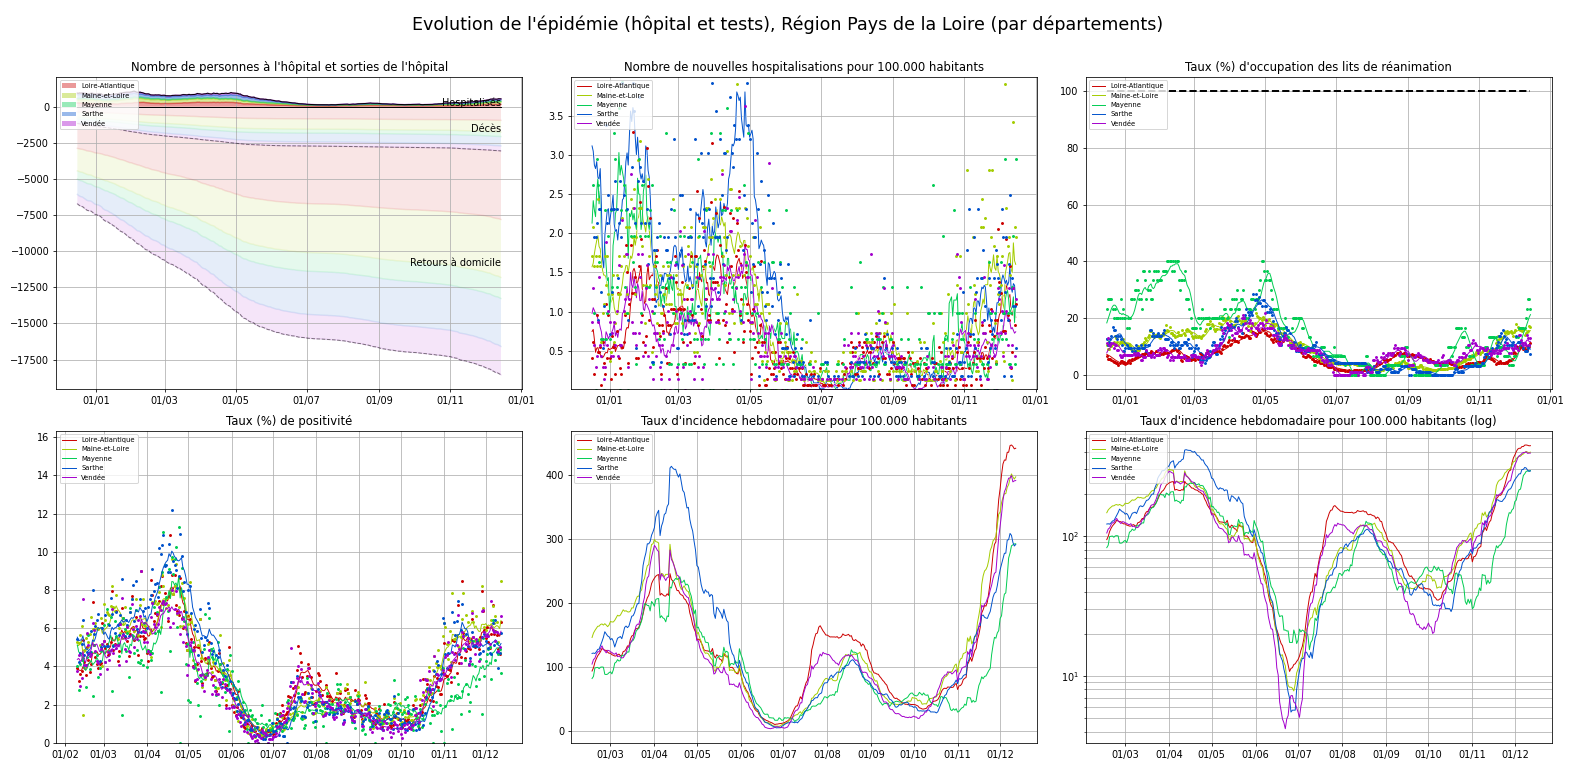 Evolution de l'épidémie (hôpital et tests), Région Pays de la Loire (par départements)
Nombre de personnes à l'hôpital et sorties de l'hôpital
Loire-Atlantique
Maine-et-Loire
Mayenne
Sarthe
Vendée
Hospitalisés
Décès
Retours à domicile
0
−2500
−5000
−7500
−10000
−12500
−15000
−17500
01/01 01/03 01/05 01/07 01/09 01/11 01/01
Nombre de nouvelles hospitalisations pour 100.000 habitants
Loire-Atlantique
Maine-et-Loire
Mayenne
Sarthe
Vendée
3.5
3.0
2.5
2.0
1.5
1.0
0.5
01/01 01/03 01/05 01/07 01/09 01/11 01/01
Taux (%) d'occupation des lits de réanimation
Loire-Atlantique
Maine-et-Loire
Mayenne
Sarthe
Vendée
100
80
60
40
20
0
01/01 01/03 01/05 01/07 01/09 01/11 01/01
Taux (%) de positivité
Loire-Atlantique
Maine-et-Loire
Mayenne
Sarthe
Vendée
16
14
12
10
8
6
4
2
0
01/02 01/03 01/04 01/05 01/06 01/07 01/08 01/09 01/10 01/11 01/12
Taux d'incidence hebdomadaire pour 100.000 habitants
Loire-Atlantique
Maine-et-Loire
Mayenne
Sarthe
Vendée
400
300
200
100
0
01/03 01/04 01/05 01/06 01/07 01/08 01/09 01/10 01/11 01/12
Taux d'incidence hebdomadaire pour 100.000 habitants (log)
Loire-Atlantique
Maine-et-Loire
Mayenne
Sarthe
Vendée
10²
10¹
01/03 01/04 01/05 01/06 01/07 01/08 01/09 01/10 01/11 01/12